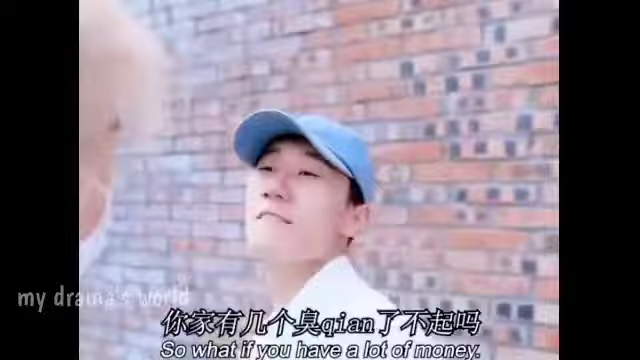 my drama's world
你家有几个臭qian了不起吗
So what if you have a lot of money,